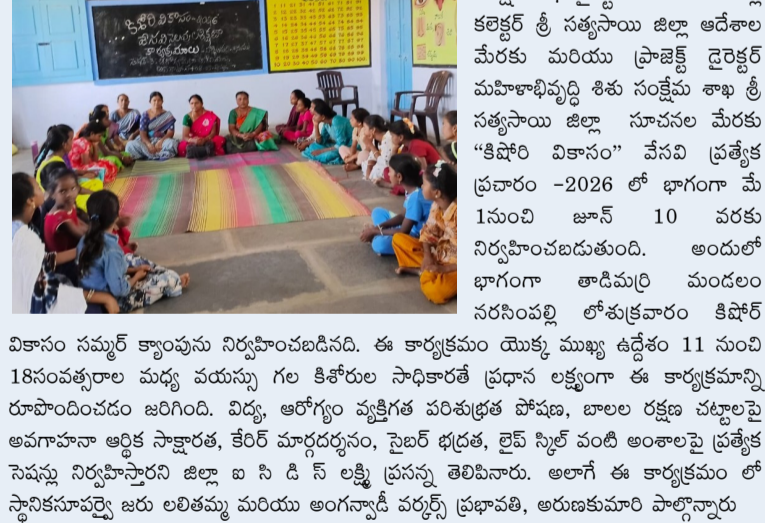 కిశోరి వికాసం
కలెక్టర్ శ్రీ సత్యసాయి జిల్లా ఆదేశాల
మేరకు మరియు ప్రాజెక్ట్ డైరెక్టర్
మహిళాభివృద్ధి శిశు సంక్షేమ శాఖ శ్రీ
సత్యసాయి జిల్లా సూచనల మేరకు
“కిషోరి వికాసం” వేసవి ప్రత్యేక
ప్రచారం -2026 లో భాగంగా మే
1నుంచి జూన్ 10 వరకు
నిర్వహించబడుతుంది. అందులో
భాగంగా తాడిమర్రి మండలం
నరసింపల్లి లోశుక్రవారం కిషోర్
వికాసం సమ్మర్ క్యాంపును నిర్వహించబడినది. ఈ కార్యక్రమం యొక్క ముఖ్య ఉద్దేశం 11 నుంచి
18సంవత్సరాల మధ్య వయస్సు గల కిశోరుల సాధికారతే ప్రధాన లక్ష్యంగా ఈ కార్యక్రమాన్ని
రూపొందించడం జరిగింది. విద్య, ఆరోగ్యం వ్యక్తిగత పరిశుభ్రత పోషణ, బాలల రక్షణ చట్టాలపై
అవగాహనా ఆర్థిక సాక్షారత, కేరిర్ మార్గదర్శనం, సైబర్ భద్రత, లైప్ స్కిల్ వంటి అంశాలపై ప్రత్యేక
సెషన్లు నిర్వహిస్తారని జిల్లా ఐ సి డి స్ లక్ష్మి ప్రసన్న తెలిపినారు. అలాగే ఈ కార్యక్రమం లో
స్థానికసూపర్వై జరు లలితమ్మ మరియు అంగన్వాడీ వర్కర్స్ ప్రభావతి, అరుణకుమారి పాల్గొన్నారు